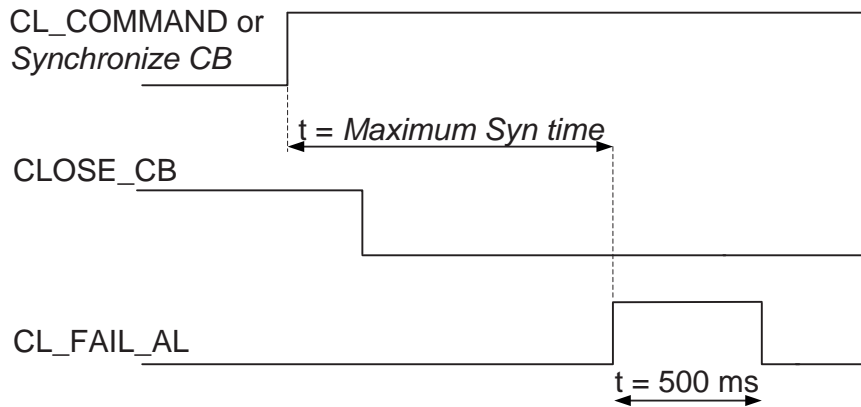 CL_COMMAND or
Synchronize CB
t = Maximum Syn time
CLOSE_CB
CL_FAIL_AL
t = 500 ms